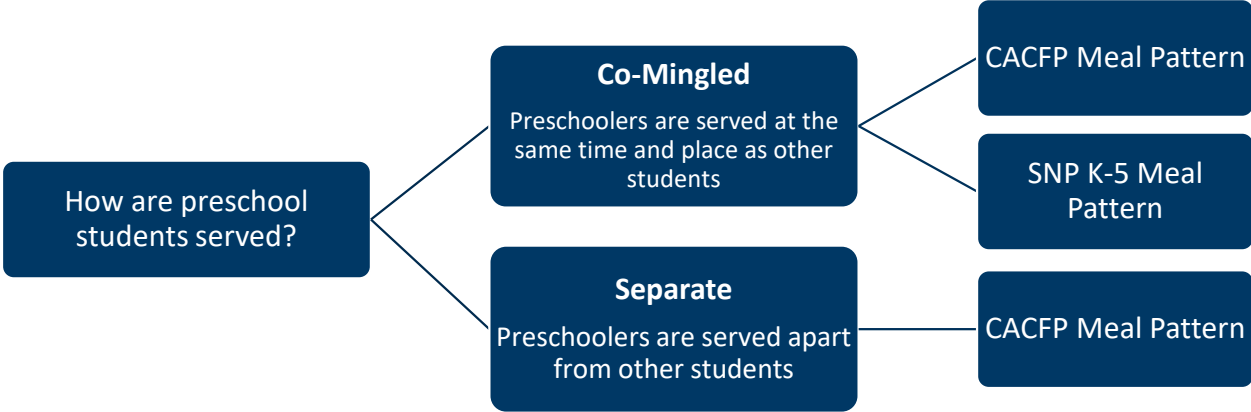 How are preschool
students served?
Co-Mingled
Preschoolers are served at the
same time and place as other
students
CACFP Meal Pattern
SNP K-5 Meal
Pattern
Separate
Preschoolers are served apart
from other students
CACFP Meal Pattern